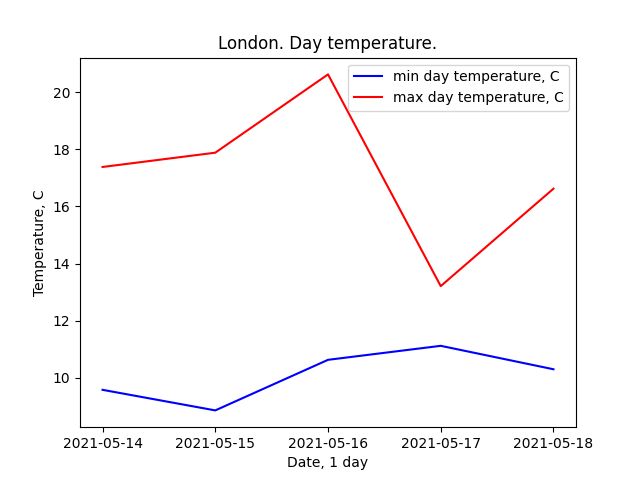 London. Day temperature.
min day temperature, C
max day temperature, C
Temperature, C
20
18
16
14
12
10
2021-05-14
2021-05-15
2021-05-16
2021-05-17
2021-05-18
Date, 1 day